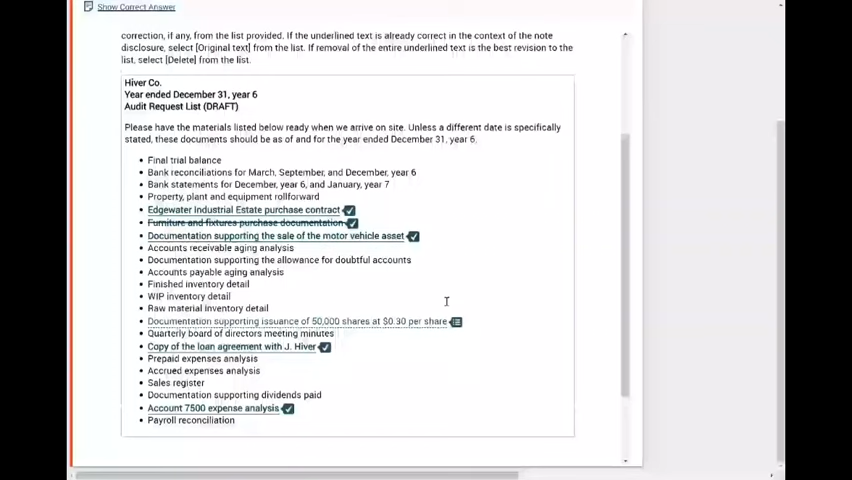 Show Correct Answer
correction, if any, from the list provided. If the underlined text is already correct in the context of the note
disclosure, select [Original text] from the list. If removal of the entire underlined text is the best revision to the
list, select [Delete] from the list.
Hiver Co.
Year ended December 31, year 6
Audit Request List (DRAFT)
Please have the materials listed below ready when we arrive on site. Unless a different date is specifically
stated, these documents should be as of and for the year ended December 31, year 6.
• Final trial balance
• Bank reconciliations for March, September, and December, year 6
• Bank statements for December, year 6, and January, year 7
• Property, plant and equipment rollforward
• Edgewater Industrial Estate purchase contract
• Furniture and fixtures purchase documentation
• Documentation supporting the sale of the motor vehicle asset
• Accounts receivable aging analysis
• Documentation supporting the allowance for doubtful accounts
• Accounts payable aging analysis
• Finished inventory detail
• WIP inventory detail
• Raw material inventory detail
• Documentation supporting issuance of 50,000 shares at $0.30 per share
• Quarterly board of directors meeting minutes
• Copy of the loan agreement with J. Hiver
• Prepaid expenses analysis
• Accrued expenses analysis
• Sales register
• Documentation supporting dividends paid
• Account 7500 expense analysis
• Payroll reconciliation